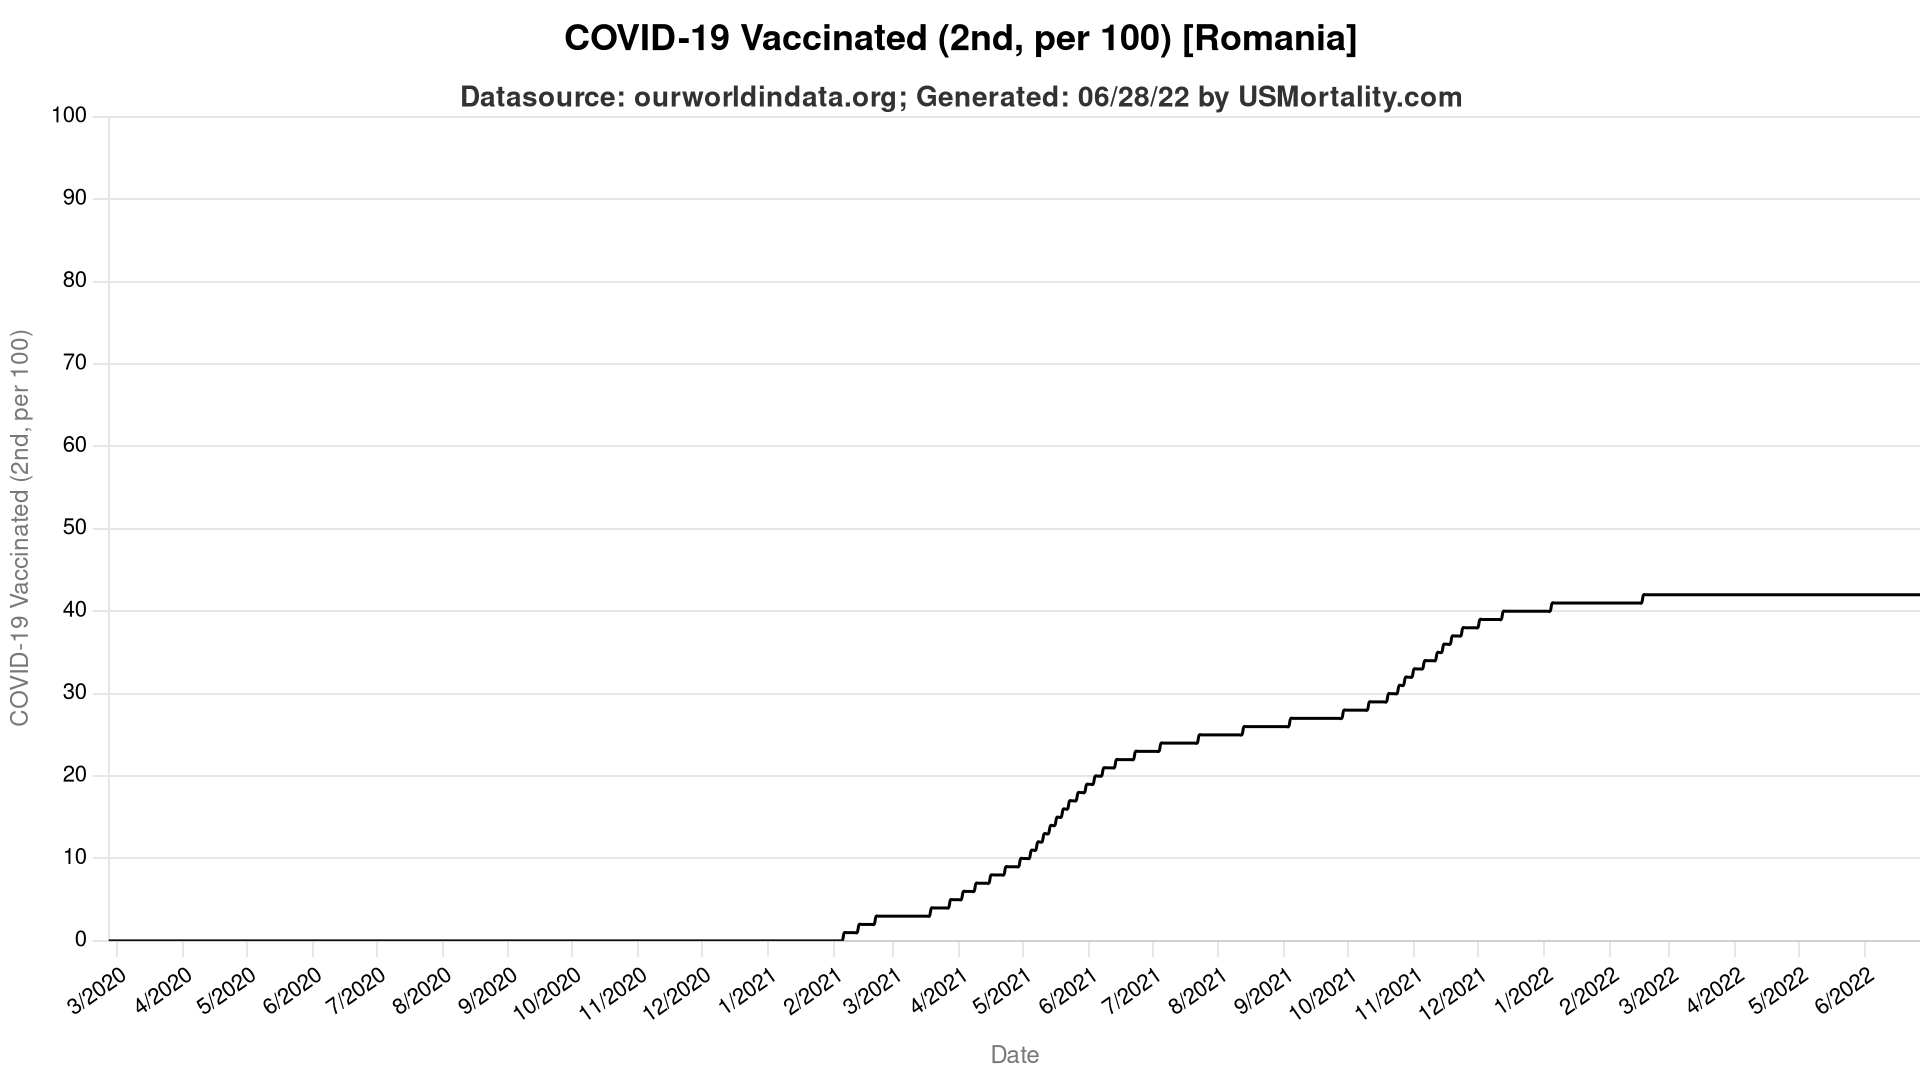 COVID-19 Vaccinated (2nd, per 100) [Romania]
Datasource: ourworldindata.org; Generated: 06/28/22 by USMortality.com
COVID-19 Vaccinated (2nd, per 100)
100
90
80
70
60
50
40
30
20
10
0
3/2020 4/2020 5/2020 6/2020 7/2020 8/2020 9/2020 10/2020 11/2020 12/2020 1/2021 2/2021 3/2021 4/2021 5/2021 6/2021 7/2021 8/2021 9/2021 10/2021 11/2021 12/2021 1/2022 2/2022 3/2022 4/2022 5/2022 6/2022
Date